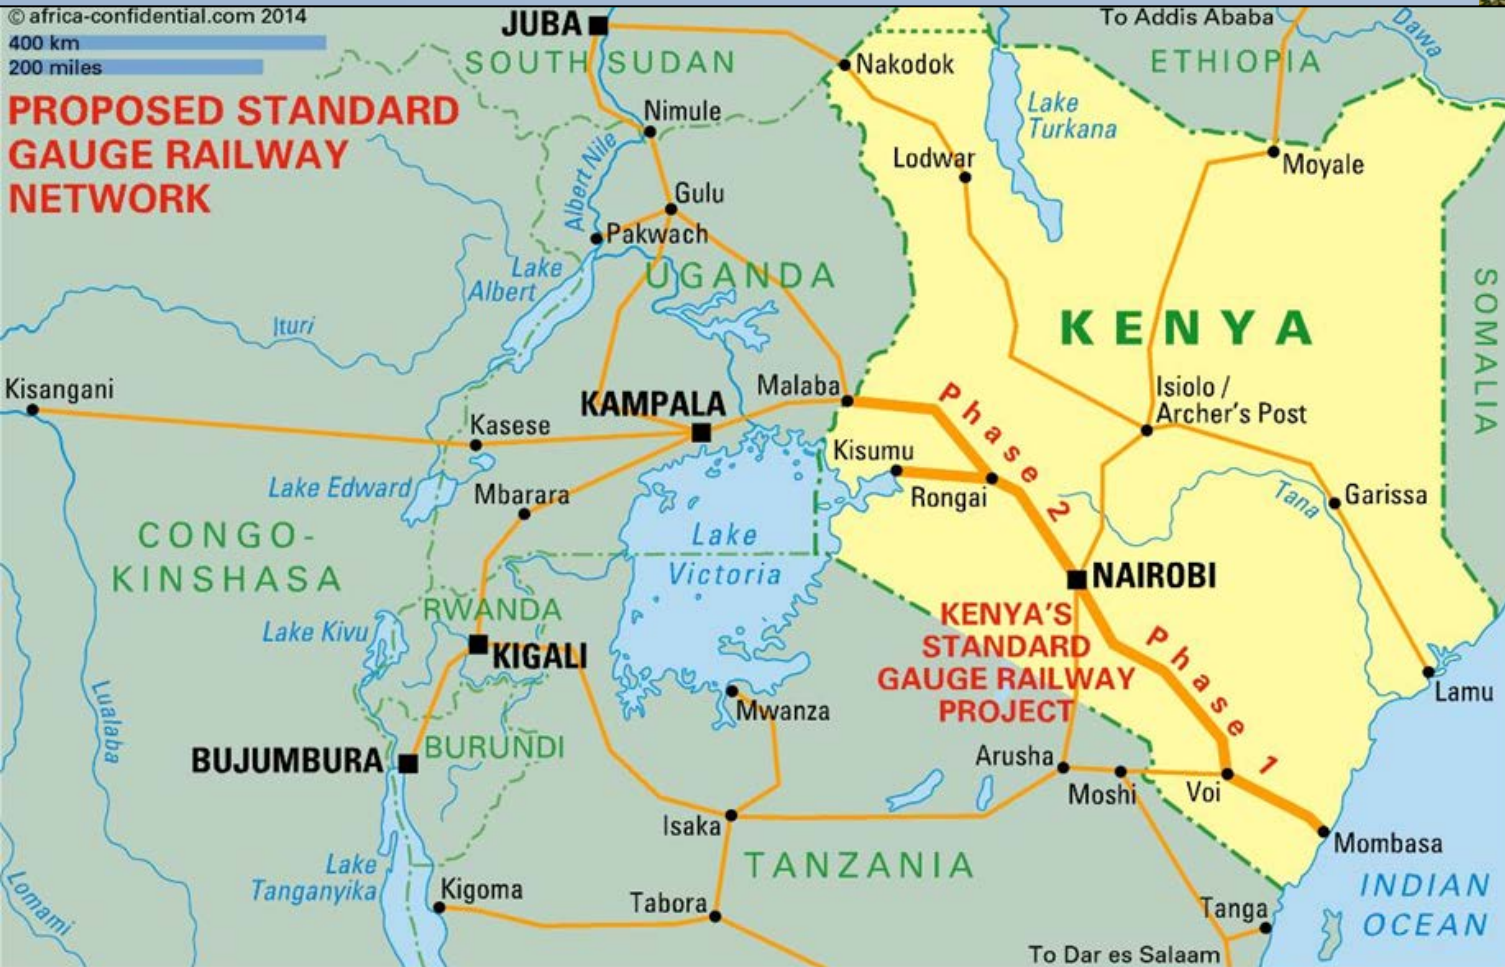 © africa-confidential.com 2014
400 km
200 miles
PROPOSED STANDARD
GAUGE RAILWAY
NETWORK
JUBA
SOUTH SUDAN
To Addis Ababa
ETHIOPIA
Dawa
Nakodok
Nimule
Lake
Turkana
Albert Nile
Lodwar
Moyale
Gulu
Pakwach
UGANDA
Lake
Albert
Ituri
KENYA
SOMALIA
Kisangani
KAMPALA
Malaba
Isiolo /
Archer's Post
Phase 2
Kasese
Kisumu
Rongai
Lake Edward
Mbarara
Tana
Garissa
CONGO-
KINSHASA
Lake
Victoria
NAIROBI
RWANDA
Lake Kivu
KIGALI
KENYA'S
STANDARD
GAUGE RAILWAY
PROJECT
Phase 1
Lualaba
Mwanza
Lamu
BUJUMBURA
BURUNDI
Arusha
Moshi
Voi
Isaka
Mombasa
Lake
Tanganyika
TANZANIA
Lomami
Kigoma
Tabora
Tanga
INDIAN
OCEAN
To Dar es Salaam